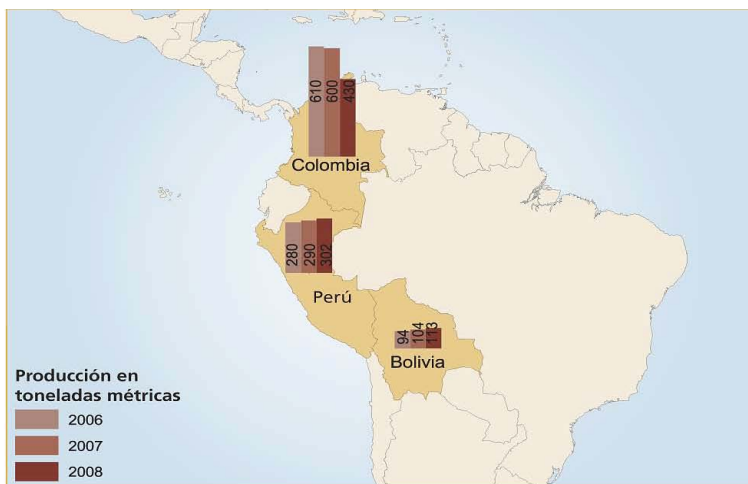 610
600
430
Colombia
280
290
302
Perú
94
104
113
Bolivia
Producción en
toneladas métricas
2006
2007
2008